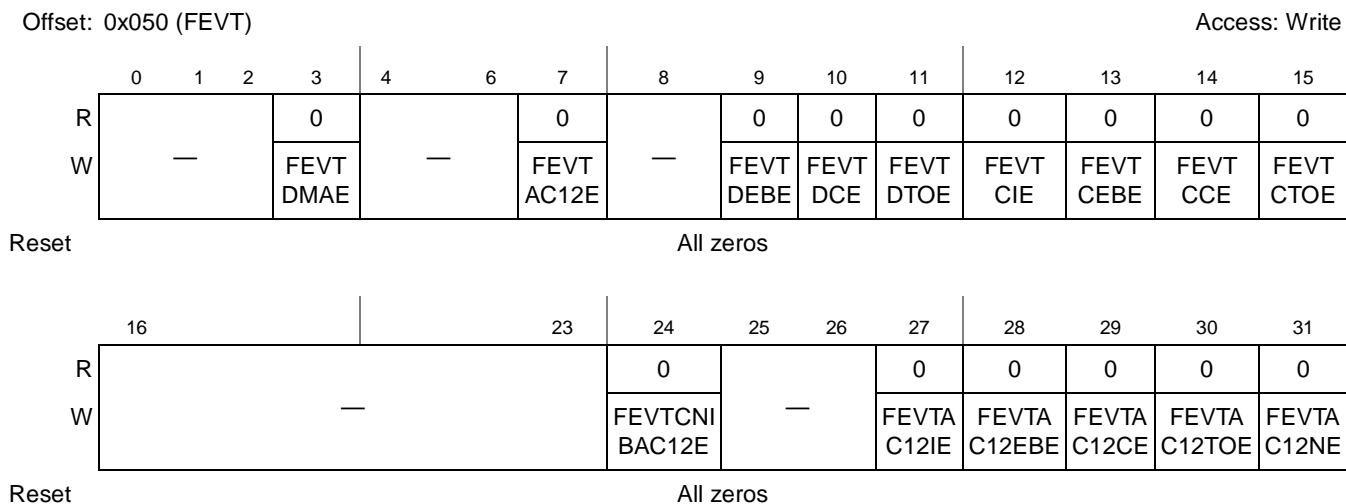 Offset: 0x050 (FEVT) Access: Write
0 1 2 3 4 6 7 8 9 10 11 12 13 14 15
R 0 0 0 0 0 0 0 0 0
W — FEVT — FEVT — FEVT FEVT FEVT FEVT FEVT FEVT FEVT
DMAE AC12E DEBE DCE DTOE CIE CEBE CCE CTOE
Reset All zeros
16 23 24 25 26 27 28 29 30 31
R 0 0 0 0 0 0
W — FEVTCNI — FEVTA FEVTA FEVTA FEVTA FEVTA
BAC12E C12IE C12EBE C12CE C12TOE C12NE
Reset All zeros